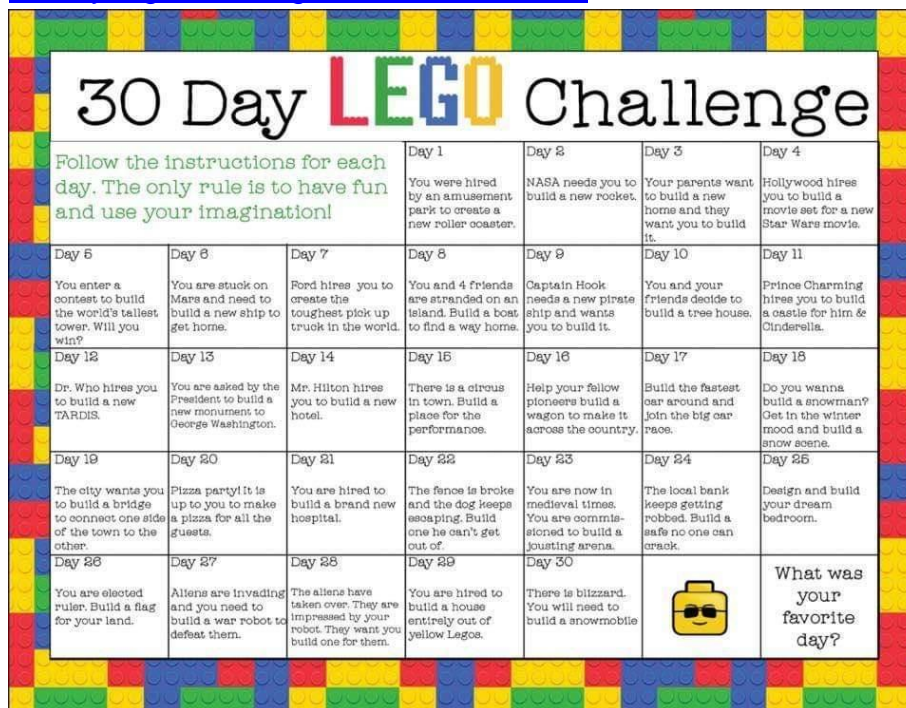 30 Day LEGO Challenge
Follow the instructions for each
day. The only rule is to have fun
and use your imagination!
Day 1
You were hired
by an amusement
park to create a
new roller coaster.
Day 2
NASA needs you to
build a new rocket.
Day 3
Your parents want
to build a new
home and they
want you to build
it.
Day 4
Hollywood hires
you to build a
movie set for a new
Star Wars movie.
Day 5
You enter a
contest to build
the world's tallest
tower. Will you
win?
Day 6
You are stuck on
Mars and need to
build a new ship to
get home.
Day 7
Ford hires you to
create the
toughest pick up
truck in the world.
Day 8
You and 4 friends
are stranded on an
island. Build a boat
to find a way home.
Day 9
Captain Hook
needs a new pirate
ship and wants
you to build it.
Day 10
You and your
friends decide to
build a tree house.
Day 11
Prince Charming
hires you to build
a castle for him &
Cinderella.
Day 12
Dr. Who hires you
to build a new
TARDIS.
Day 13
You are asked by the
President to build a
new monument to
George Washington.
Day 14
Mr. Hilton hires
you to build a new
hotel.
Day 15
There is a circus
in town. Build a
place for the
performance.
Day 16
Help your fellow
pioneers build a
wagon to make it
across the country.
Day 17
Build the fastest
car around and
join the big car
race.
Day 18
Do you wanna
build a snowman?
Get in the winter
mood and build a
snow scene.
Day 19
The city wants you
to build a bridge
to connect one side
of the town to the
other.
Day 20
Pizza party! It is
up to you to make
a pizza for all the
guests.
Day 21
You are hired to
build a brand new
hospital.
Day 22
The fence is broke
and the dog keeps
escaping. Build
one he can't get
out of.
Day 23
You are now in
medieval times.
You are commis-
sioned to build a
jousting arena.
Day 24
The local bank
keeps getting
robbed. Build a
safe no one can
crack.
Day 25
Design and build
your dream
bedroom.
Day 26
You are elected
ruler. Build a flag
for your land.
Day 27
Aliens are invading
and you need to
build a war robot to
defeat them.
Day 28
The aliens have
taken over. They are
impressed by your
robot. They want you
build one for them.
Day 29
You are hired to
build a house
entirely out of
yellow Legos.
Day 30
There is blizzard.
You will need to
build a snowmobile
What was
your
favorite
day?